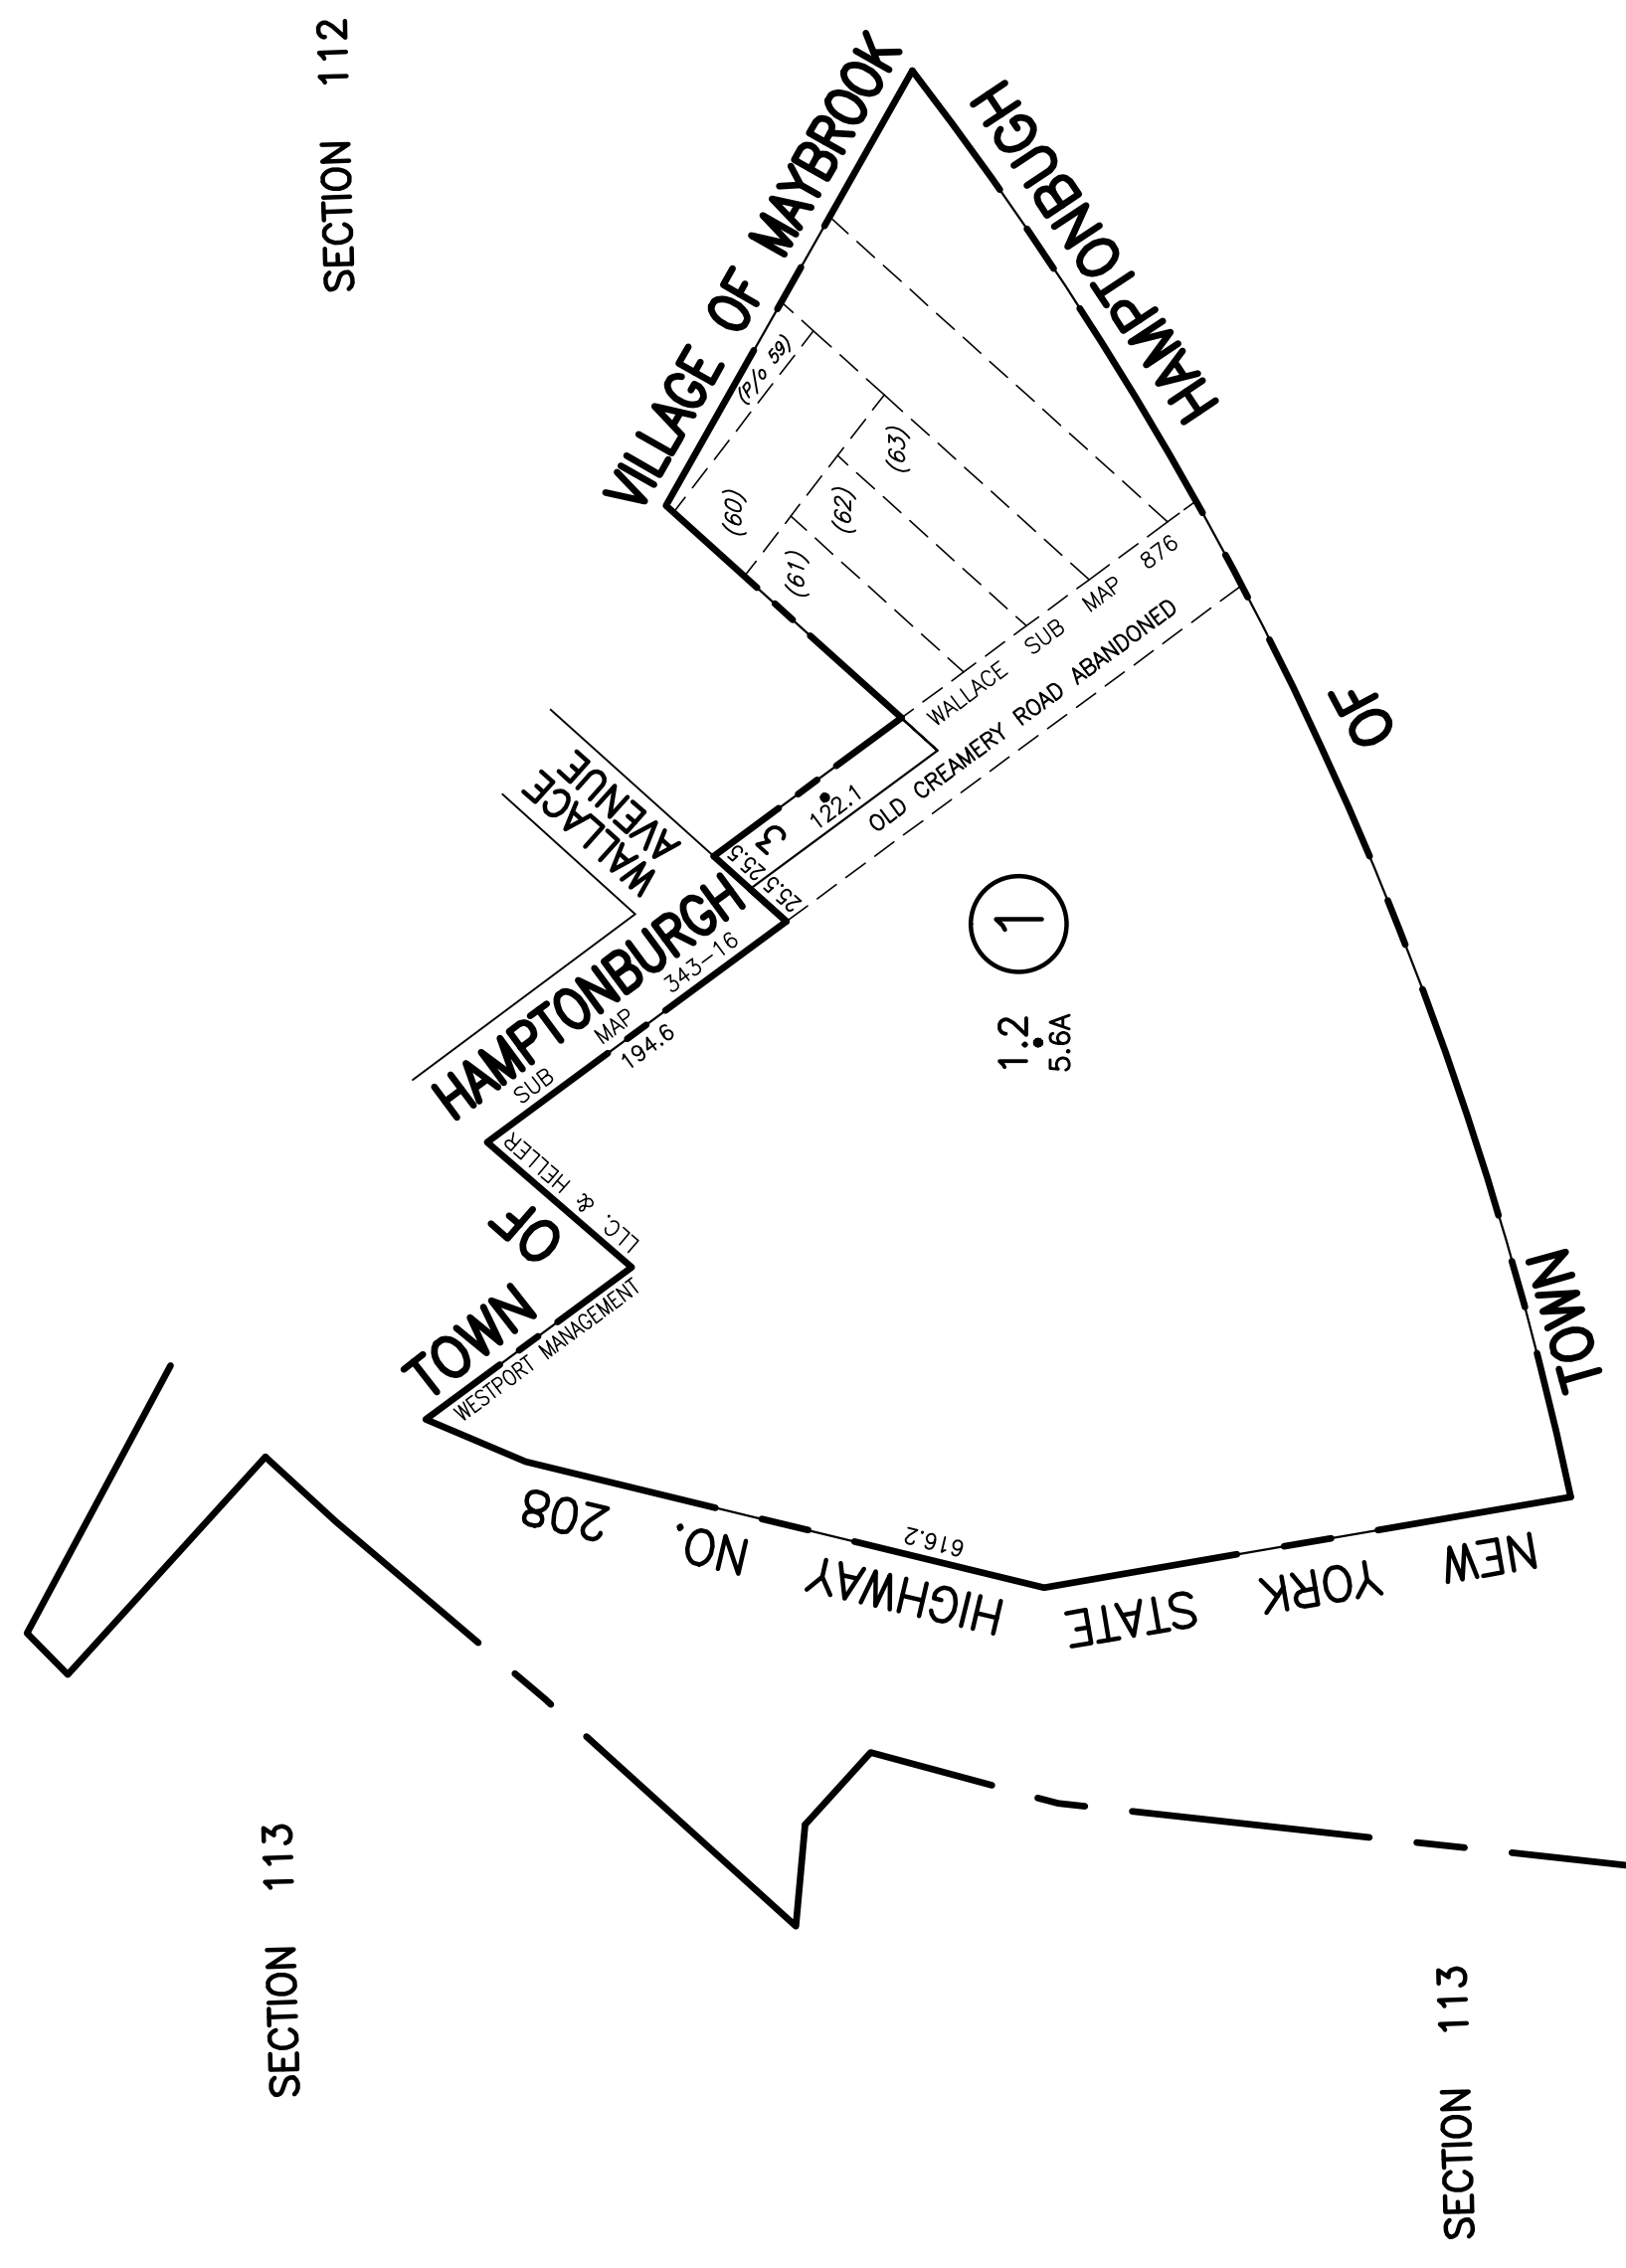 SECTION 112
VILLAGE OF MAYBROOK
TOWN OF HAMPTONBUGH
(P/o 59)
(60)
(61)
(62)
(63)
WALLACE SUB MAP 876
OLD CREAMERY ROAD ABANDONED
WALLACE
AVENUE
3
122.1
25.5
25.5
TOWN OF HAMPTONBURGH
WESTPORT MANAGEMENT
LLC. & HELLER
SUB MAP 343-16
194.6
1
1.2
5.6A
NEW YORK STATE HIGHWAY NO. 208
616.2
SECTION 113
SECTION 113